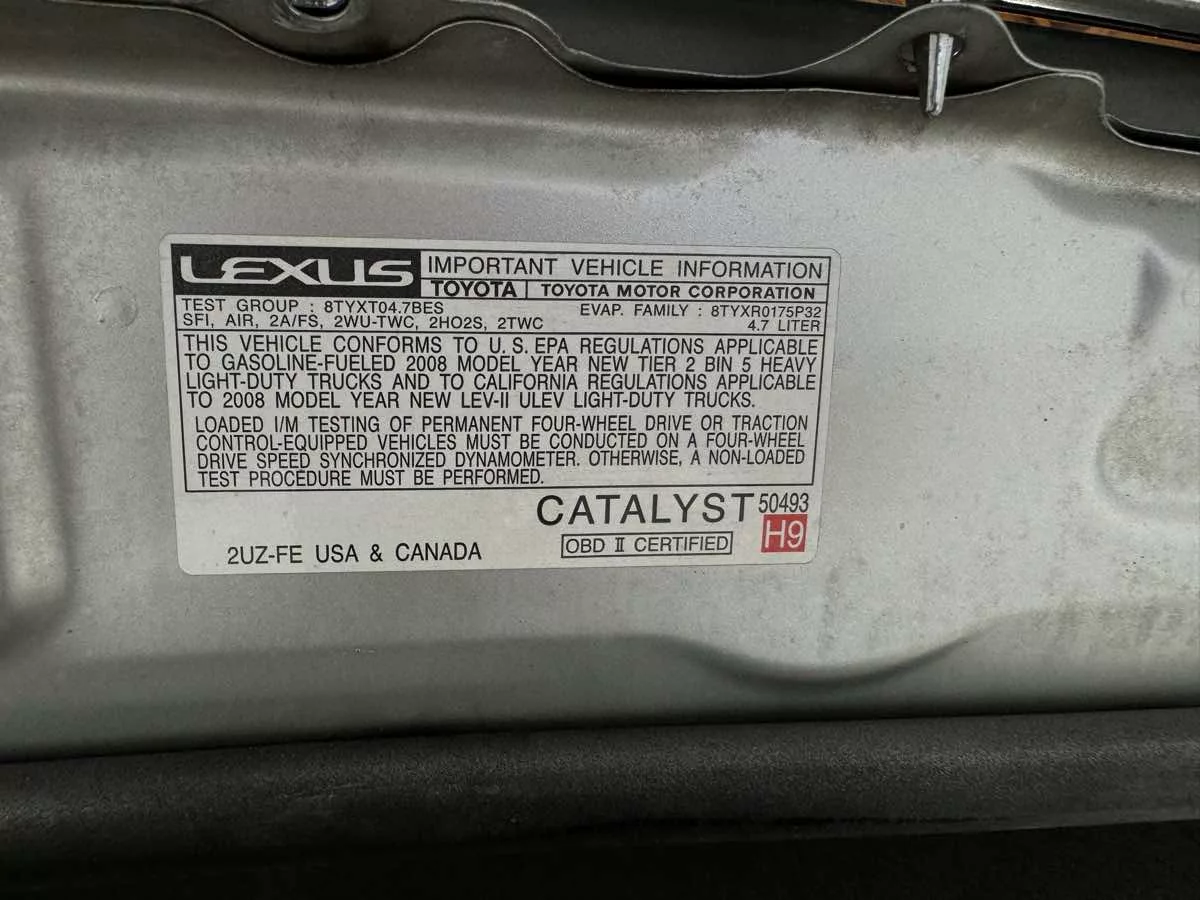 LEXUS
IMPORTANT VEHICLE INFORMATION
TOYOTA TOYOTA MOTOR CORPORATION
TEST GROUP : 8TYXT04.7BES EVAP. FAMILY : 8TYXR0175P32
SFI, AIR, 2A/FS, 2WU-TWC, 2HO2S, 2TWC 4.7 LITER
THIS VEHICLE CONFORMS TO U.S. EPA REGULATIONS APPLICABLE
TO GASOLINE-FUELED 2008 MODEL YEAR NEW TIER 2 BIN 5 HEAVY
LIGHT-DUTY TRUCKS AND TO CALIFORNIA REGULATIONS APPLICABLE
TO 2008 MODEL YEAR NEW LEV-II ULEV LIGHT-DUTY TRUCKS.
LOADED I/M TESTING OF PERMANENT FOUR-WHEEL DRIVE OR TRACTION
CONTROL-EQUIPPED VEHICLES MUST BE CONDUCTED ON A FOUR-WHEEL
DRIVE SPEED SYNCHRONIZED DYNAMOMETER. OTHERWISE, A NON-LOADED
TEST PROCEDURE MUST BE PERFORMED.
CATALYST 50493
2UZ-FE USA & CANADA OBD II CERTIFIED H9